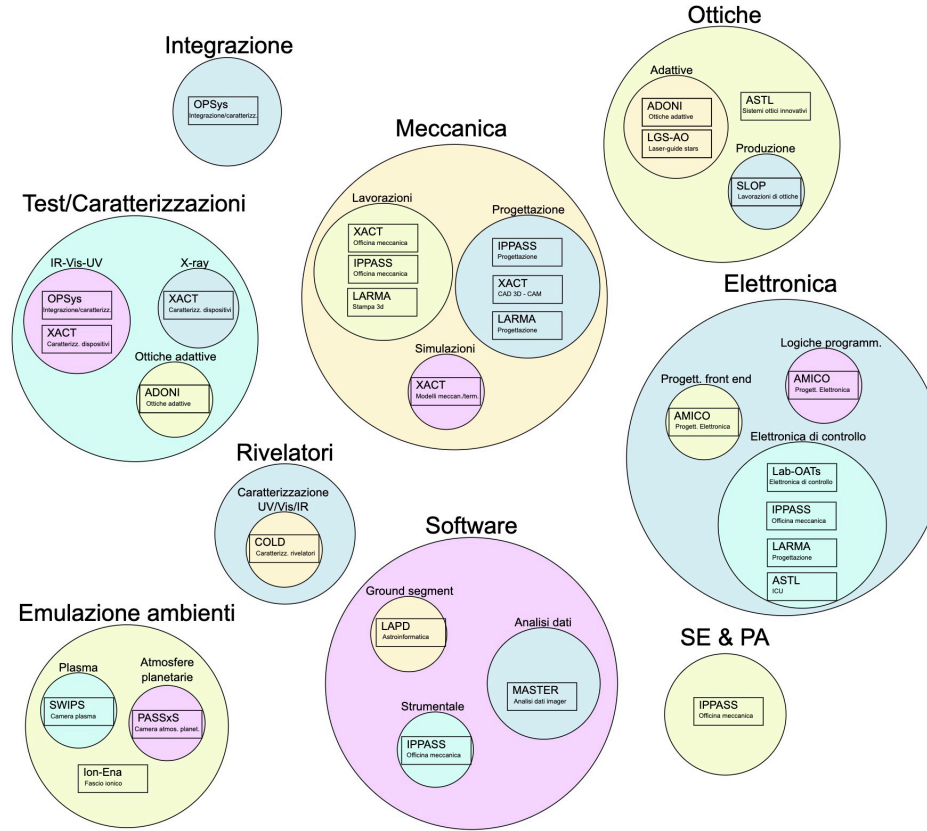 Integrazione
OPSys
Integrazione/caratterizz.
Ottiche
Adattive
ADONI
Ottiche adattive
LGS-AO
Laser-guide stars
ASTL
Sistemi ottici innovativi
Produzione
SLOP
Lavorazioni di ottiche
Meccanica
Lavorazioni
XACT
Officina meccanica
IPPASS
Officina meccanica
LARMA
Stampa 3d
Progettazione
IPPASS
Progettazione
XACT
CAD 3D - CAM
LARMA
Progettazione
Simulazioni
XACT
Modelli meccan./term.
Test/Caratterizzazioni
IR-Vis-UV
OPSys
Integrazione/caratterizz.
XACT
Caratterizz. dispositivi
X-ray
XACT
Caratterizz. dispositivi
Ottiche adattive
ADONI
Ottiche adattive
Elettronica
Logiche programm.
AMICO
Progett. Elettronica
Progett. front end
AMICO
Progett. Elettronica
Elettronica di controllo
Lab-OATs
Elettronica di controllo
IPPASS
Officina meccanica
LARMA
Progettazione
ASTL
ICU
Rivelatori
Caratterizzazione
UV/Vis/IR
COLD
Caratterizz. rivelatori
Software
Ground segment
LAPD
Astroinformatica
Analisi dati
MASTER
Analisi dati imager
Strumentale
IPPASS
Officina meccanica
Emulazione ambienti
Plasma
SWIPS
Camera plasma
Atmosfere
planetarie
PASSxS
Camera atmos. planet.
Ion-Ena
Fascio ionico
SE & PA
IPPASS
Officina meccanica